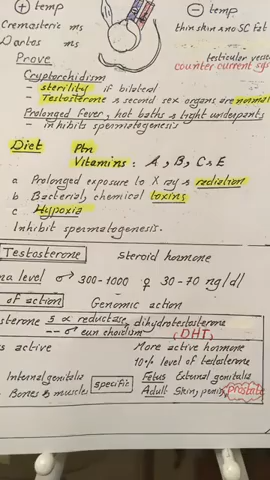 ⊕ temp
⊖ temp
Cremasteric ms
thin skin & no SC Fat
Dartos ms
testicular vesse
counter current sys
Prove
Cryptorchidism
- sterility if bilateral
- Testosterone & second sex organs are normal
Prolonged Fever, hot baths & tight underpants
inhibits spermatogenesis
Diet Ptn
Vitamins : A, B, C & E
a Prolonged exposure to X ray & radiation
b Bacterial, chemical toxins
c Hypoxia
Inhibit spermatogenesis.
Testosterone Steroid hormone
ma level ♂ 300-1000 ♀ 30-70 ng/dl
of action Genomic action
sterone 5 α reductase, dihydrotestosterone
-- ♂ eunchoidism (DHT)
s active More active hormone
10% level of testosterone
Internal genitalia specific Fetus External genitalia
Bones & muscles Adult Skin, penis, prostate